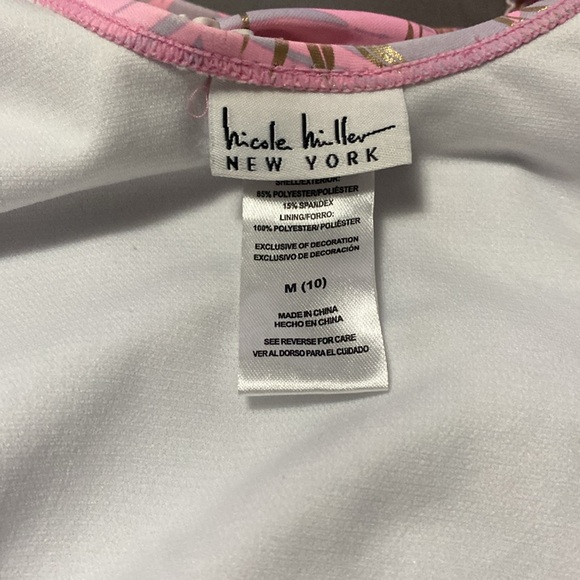 nicole miller
NEW YORK
SHELL/EXTERIOR:
85% POLYESTER/POLIÉSTER
15% SPANDEX
LINING/FORRO:
100% POLYESTER/ POLIÉSTER
EXCLUSIVE OF DECORATION
EXCLUSIVO DE DECORACIÓN
M (10)
MADE IN CHINA
HECHO EN CHINA
SEE REVERSE FOR CARE
VER AL DORSO PARA EL CUIDADO